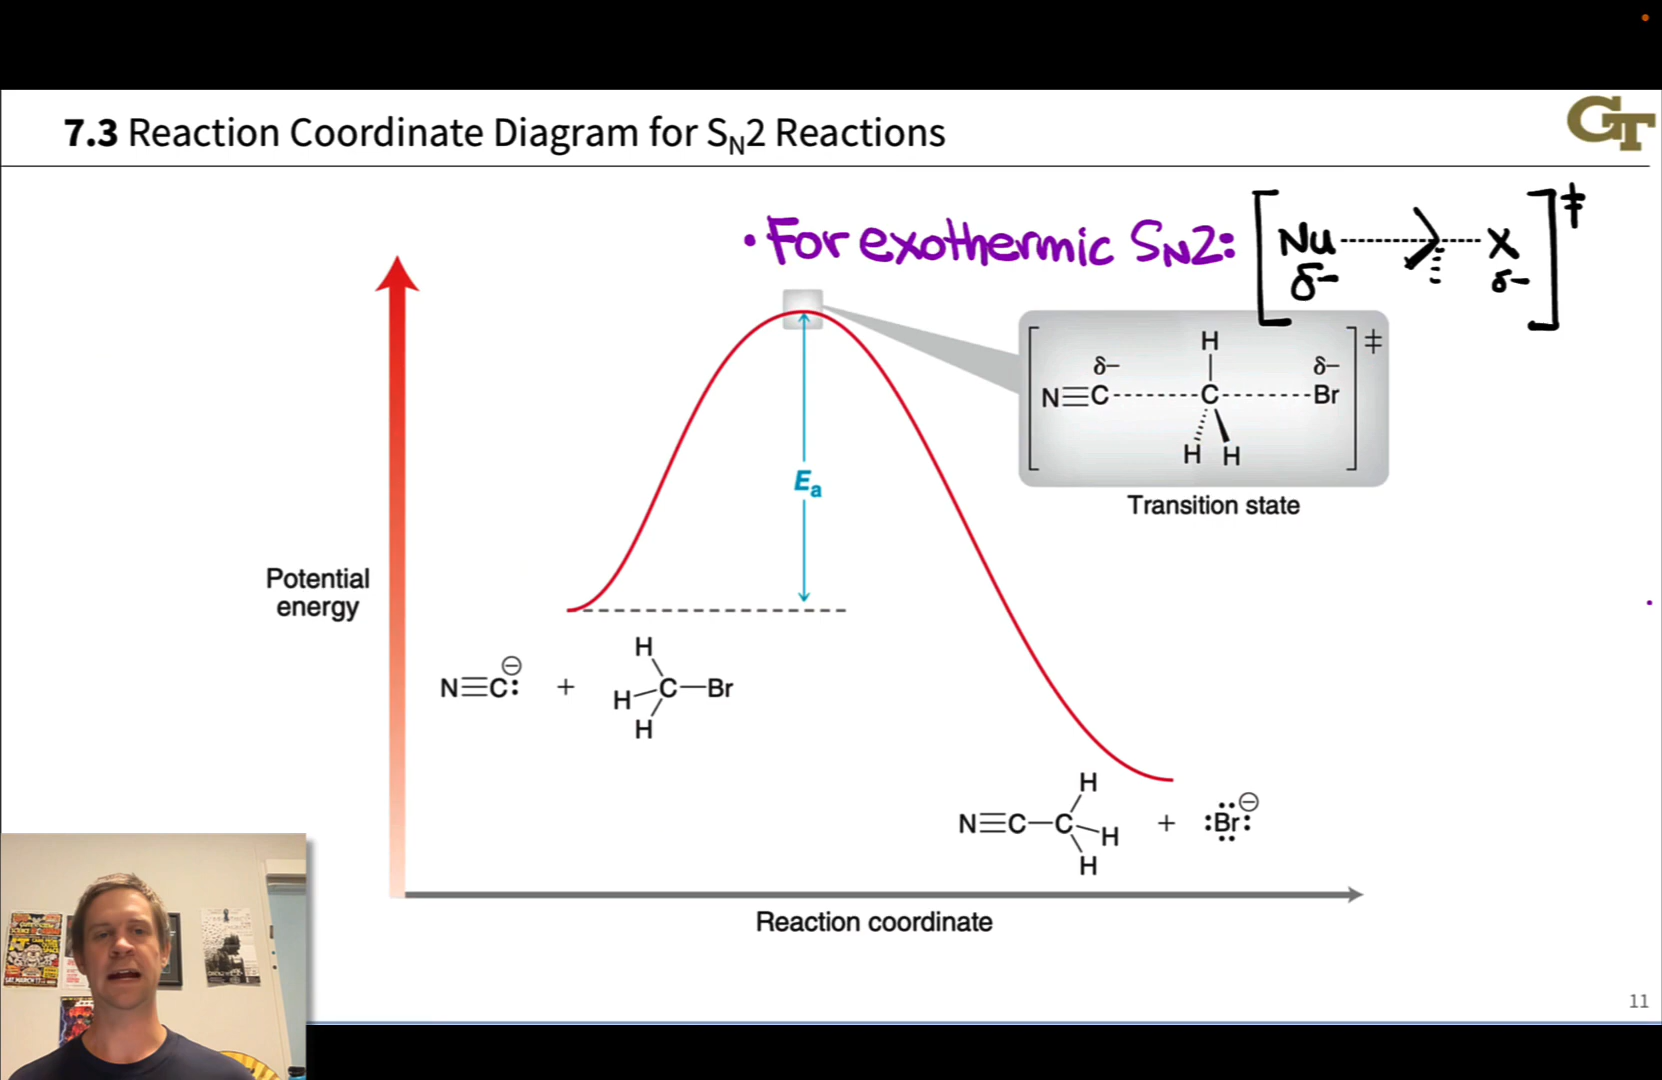 7.3 Reaction Coordinate Diagram for SN2 Reactions
GT
• For exothermic SN2: [Nu------>---X]‡
δ− δ−
H
δ− δ− ‡
N≡C-------C-------Br
H H
Transition state
Ea
Potential
energy
H
N≡C:⊖ + H—C—Br
H
H
N≡C—C—H + :Br:⊖
H
Reaction coordinate
11